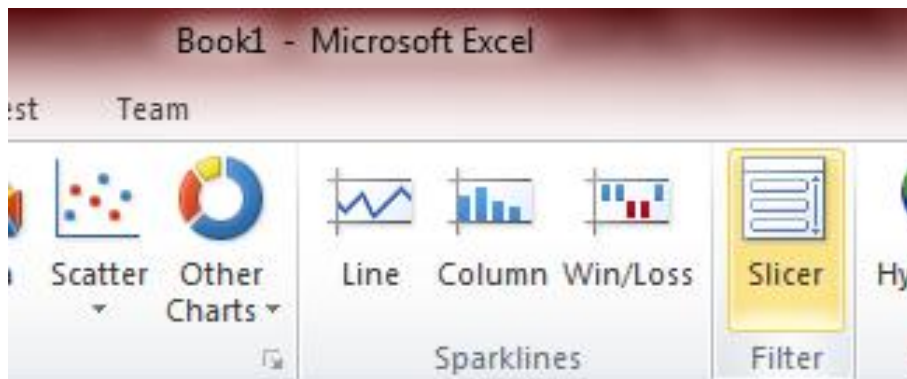 Book1 - Microsoft Excel
Team
Scatter Other Charts Line Column Win/Loss Slicer
Sparklines Filter